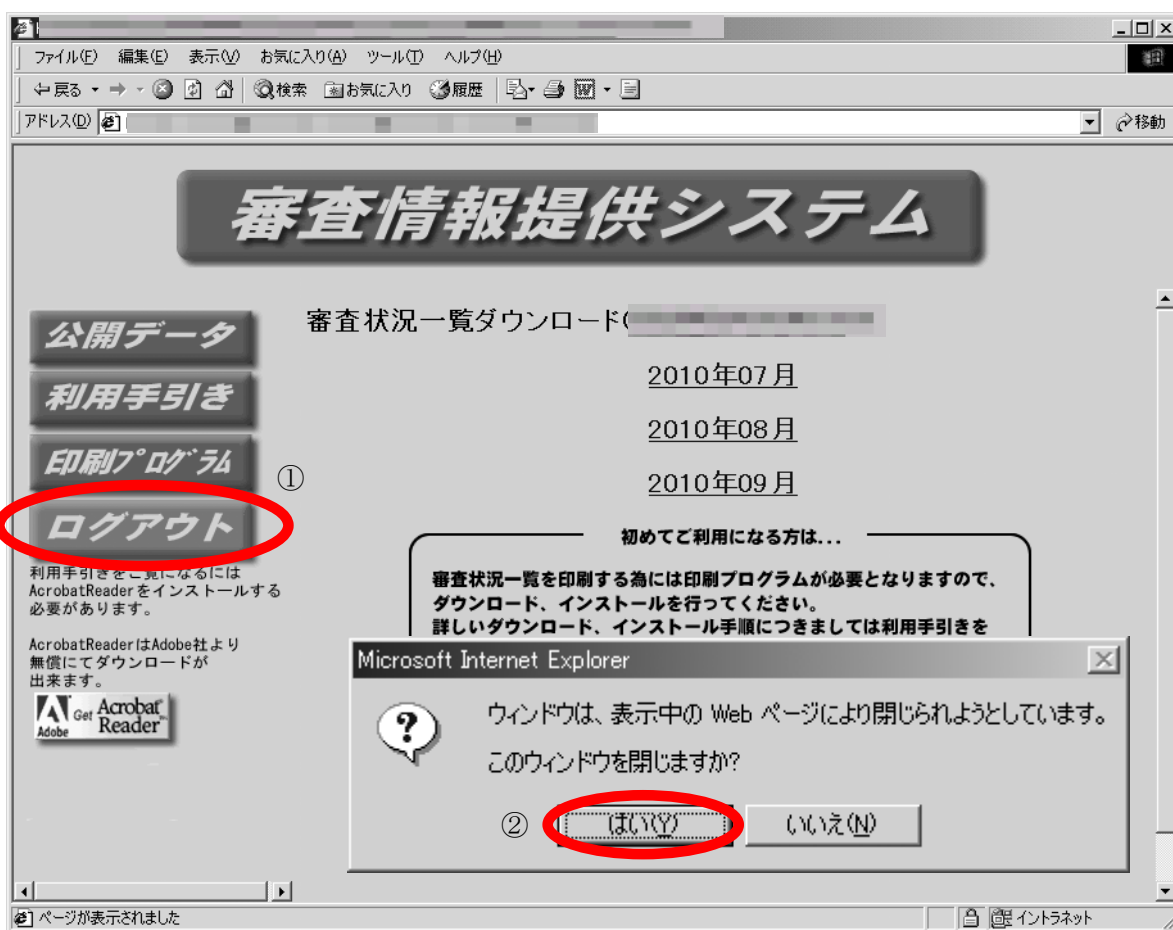 ファイル(F) 編集(E) 表示(V) お気に入り(A) ツール(T) ヘルプ(H)
戻る 検索 お気に入り 履歴
アドレス(D) 移動
審査情報提供システム
公開データ
利用手引き
印刷プログラム
①
ログアウト
利用手引きをご覧になるには
AcrobatReaderをインストールする
必要があります。
AcrobatReaderはAdobe社より
無償にてダウンロードが
出来ます。
Adobe Get Acrobat Reader
審査状況一覧ダウンロード(
2010年07月
2010年08月
2010年09月
初めてご利用になる方は...
審査状況一覧を印刷する為には印刷プログラムが必要となりますので、
ダウンロード、インストールを行ってください。
詳しいダウンロード、インストール手順につきましては利用手引きを
Microsoft Internet Explorer
ウィンドウは、表示中の Web ページにより閉じられようとしています。
このウィンドウを閉じますか?
② はい(Y) いいえ(N)
ページが表示されました イントラネット